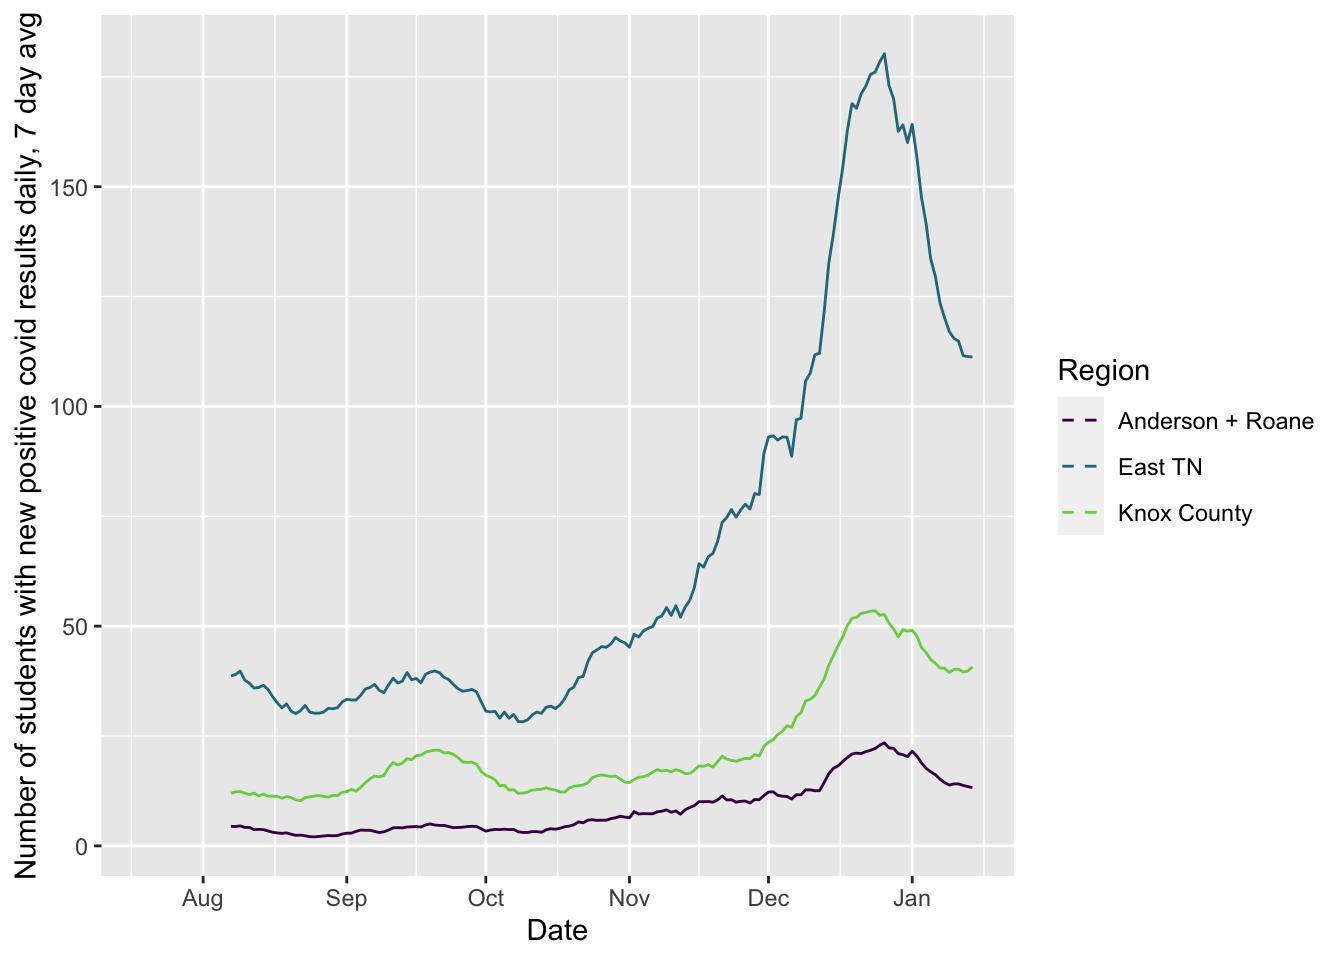 Number of students with new positive covid results daily, 7 day avg
150
100
50
0
Aug Sep Oct Nov Dec Jan
Date
Region
Anderson + Roane
East TN
Knox County